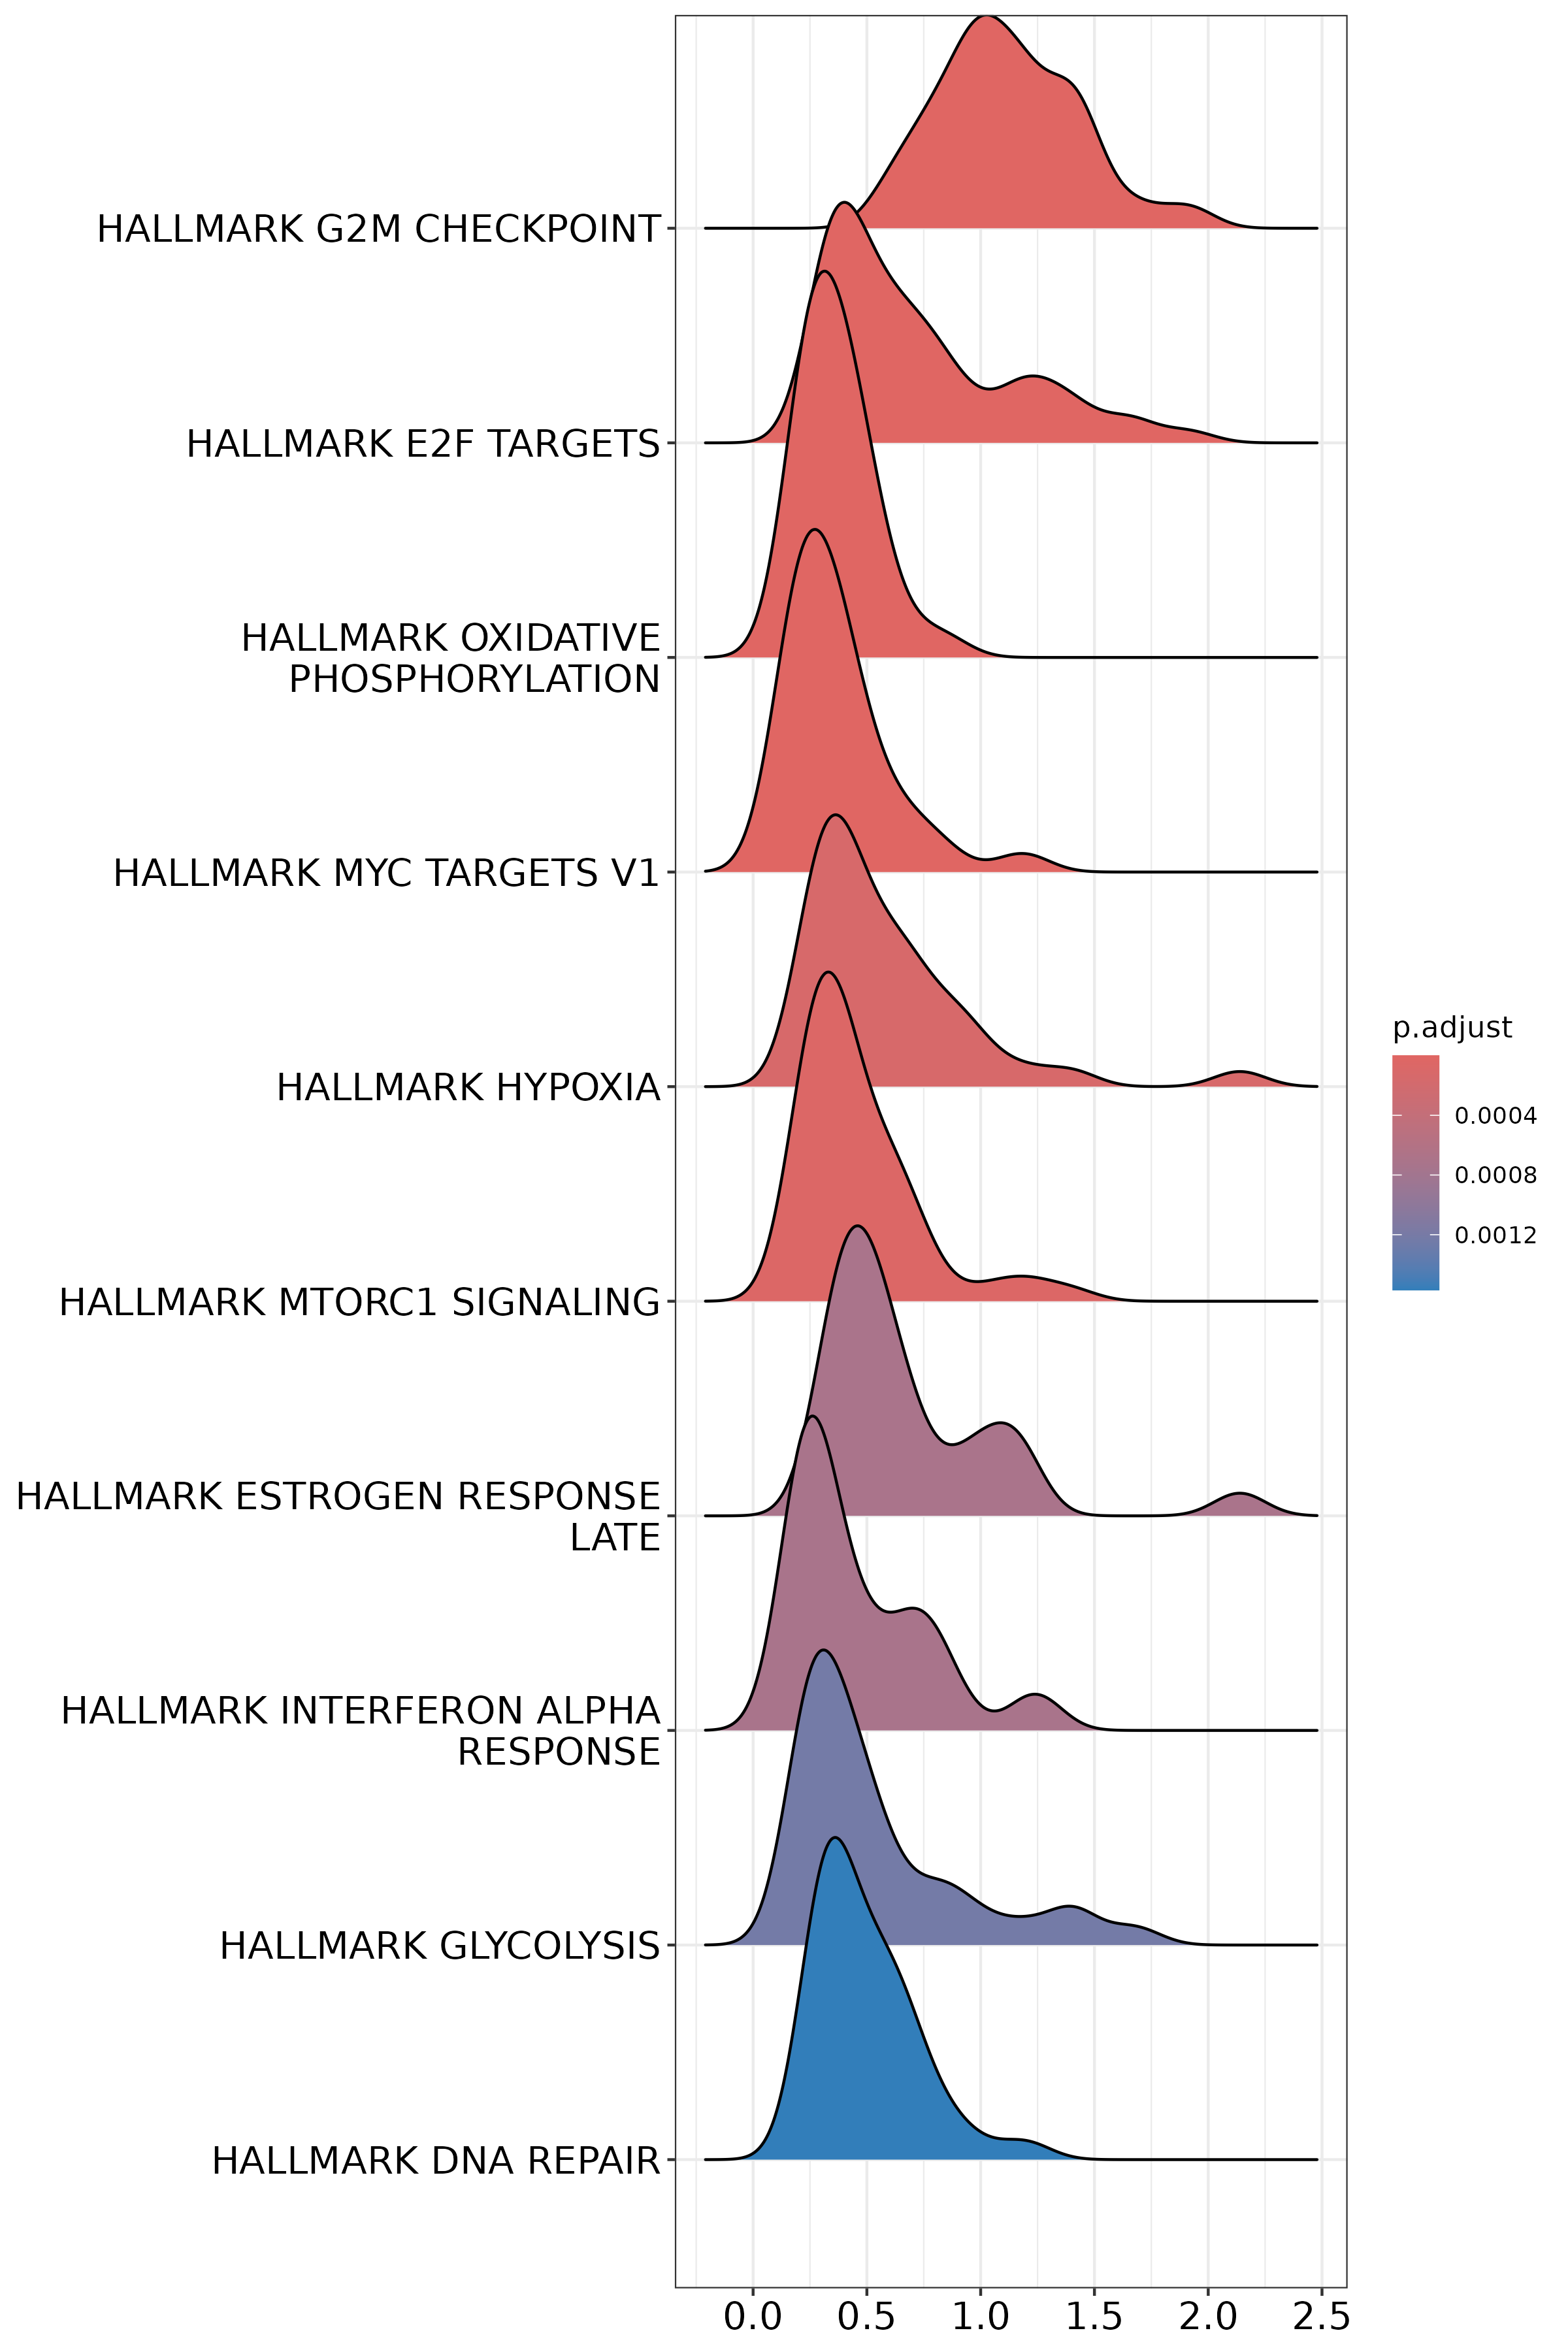 HALLMARK G2M CHECKPOINT
HALLMARK E2F TARGETS
HALLMARK OXIDATIVE
PHOSPHORYLATION
HALLMARK MYC TARGETS V1
HALLMARK HYPOXIA
HALLMARK MTORC1 SIGNALING
HALLMARK ESTROGEN RESPONSE
LATE
HALLMARK INTERFERON ALPHA
RESPONSE
HALLMARK GLYCOLYSIS
HALLMARK DNA REPAIR
0.0 0.5 1.0 1.5 2.0 2.5
p.adjust
0.0004
0.0008
0.0012